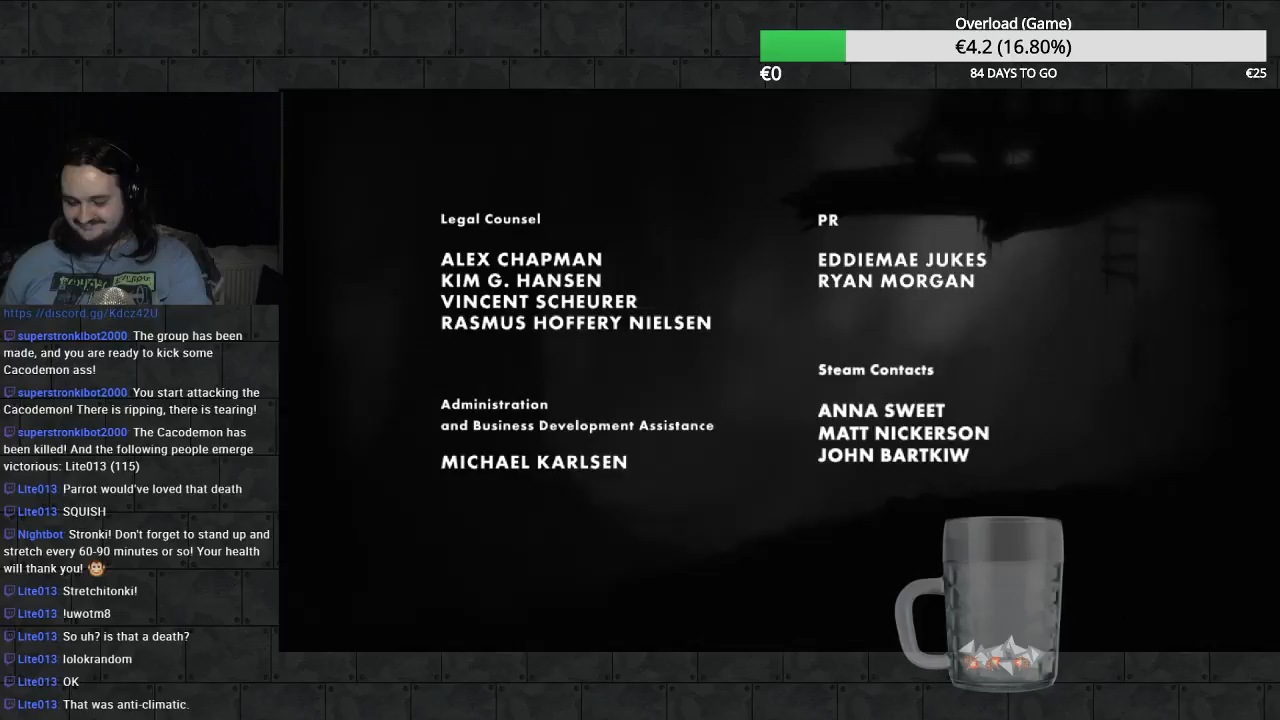 Overload (Game)
€4.2 (16.80%)
€0
84 DAYS TO GO
€25
Legal Counsel
ALEX CHAPMAN
KIM G. HANSEN
VINCENT SCHEURER
RASMUS HOFFERY NIELSEN
Administration
and Business Development Assistance
MICHAEL KARLSEN
PR
EDDIEMAE JUKES
RYAN MORGAN
Steam Contacts
ANNA SWEET
MATT NICKERSON
JOHN BARTKIW
https://discord.gg/Kdcz42U
superstronkibot2000: The group has been
made, and you are ready to kick some
Cacodemon ass!
superstronkibot2000: You start attacking the
Cacodemon! There is ripping, there is tearing!
superstronkibot2000: The Cacodemon has
been killed! And the following people emerge
victorious: Lite013 (115)
Lite013: Parrot would've loved that death
Lite013: SQUISH
Nightbot: Stronki! Don't forget to stand up and
stretch every 60-90 minutes or so! Your health
will thank you! 🐵
Lite013: Stretchitonki!
Lite013: !uwotm8
Lite013: So uh? is that a death?
Lite013: lolokrandom
Lite013: OK
Lite013: That was anti-climatic.